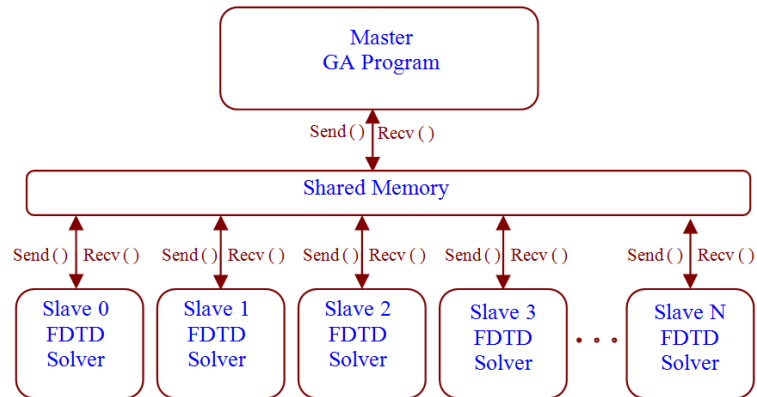 Master
GA Program
Send ( ) Recv ( )
Shared Memory
Send ( ) Recv ( ) Send ( ) Recv ( ) Send ( ) Recv ( ) Send ( ) Recv ( ) Send ( ) Recv ( )
Slave 0
FDTD
Solver
Slave 1
FDTD
Solver
Slave 2
FDTD
Solver
Slave 3
FDTD
Solver
Slave N
FDTD
Solver